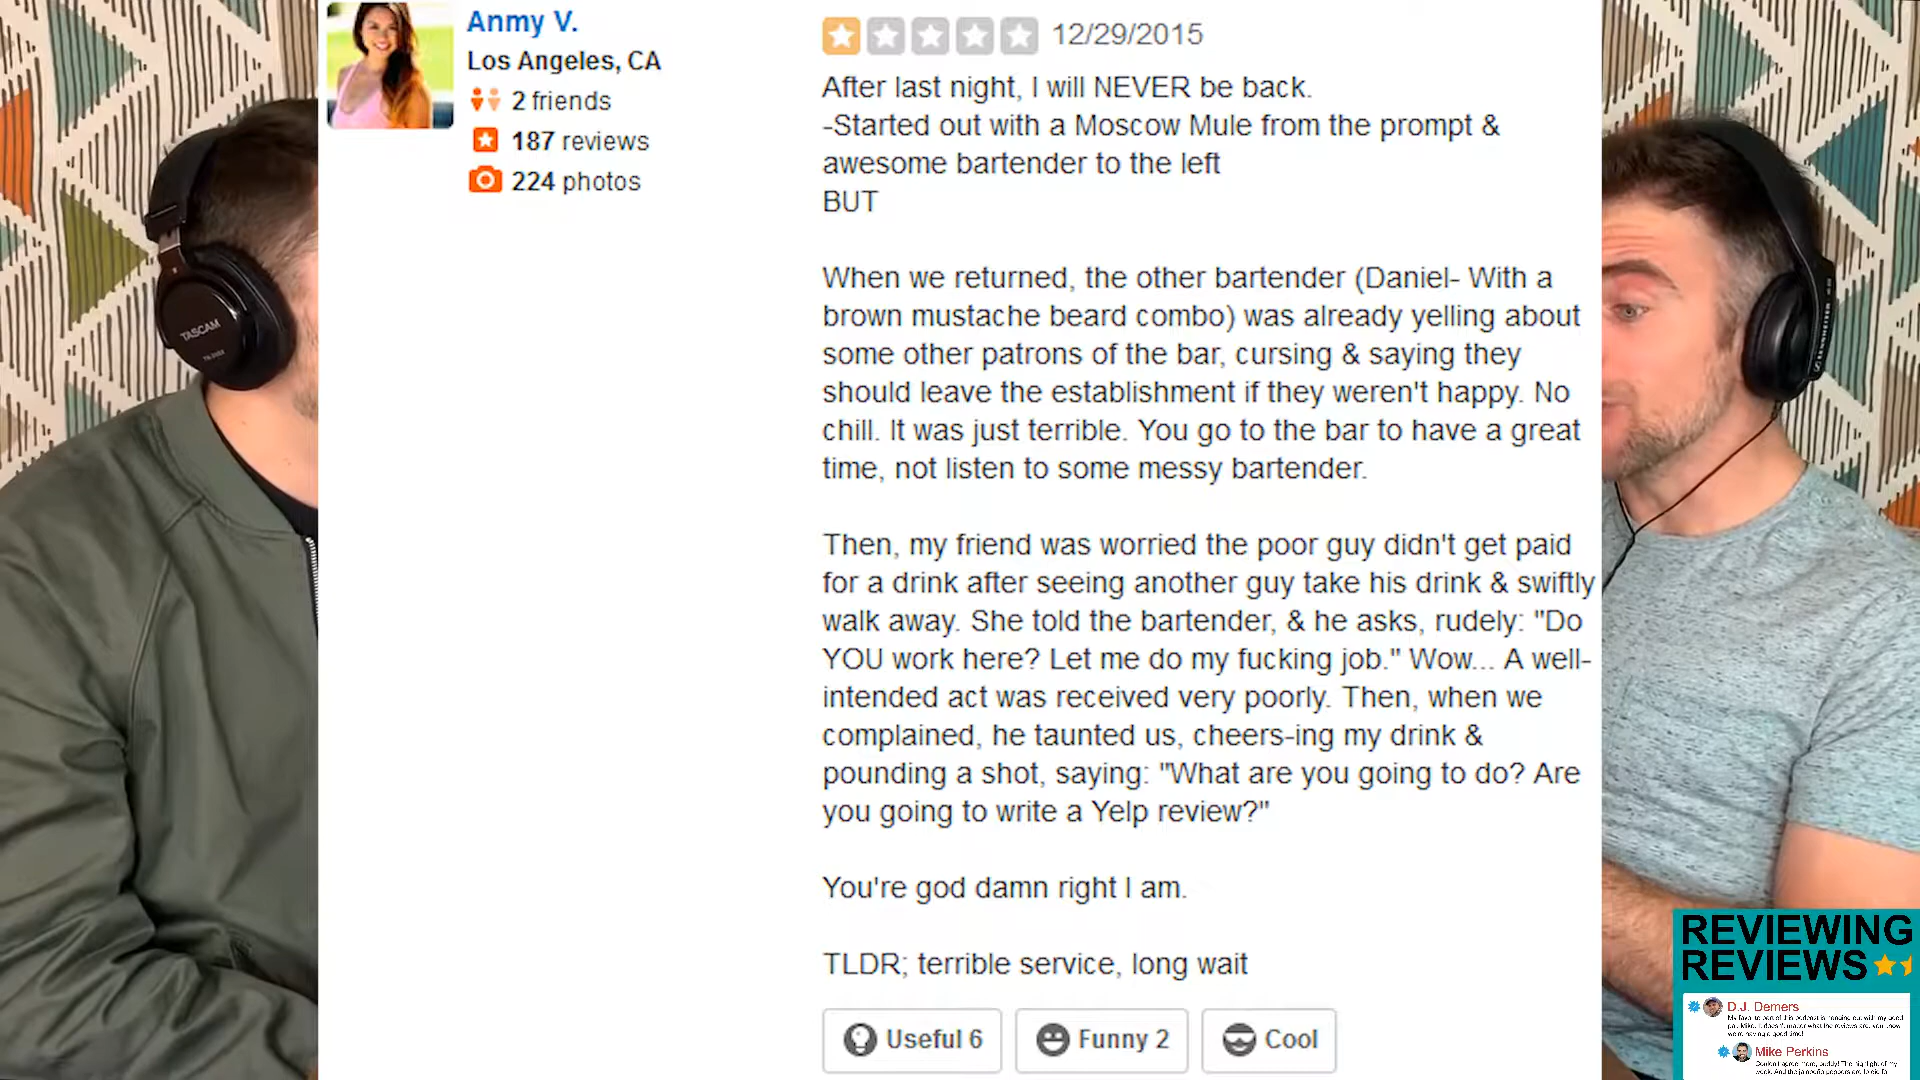 Anmy V.
Los Angeles, CA
2 friends
187 reviews
224 photos
12/29/2015
After last night, I will NEVER be back.
-Started out with a Moscow Mule from the prompt &
awesome bartender to the left
BUT
When we returned, the other bartender (Daniel- With a
brown mustache beard combo) was already yelling about
some other patrons of the bar, cursing & saying they
should leave the establishment if they weren't happy. No
chill. It was just terrible. You go to the bar to have a great
time, not listen to some messy bartender.
Then, my friend was worried the poor guy didn't get paid
for a drink after seeing another guy take his drink & swiftly
walk away. She told the bartender, & he asks, rudely: "Do
YOU work here? Let me do my fucking job." Wow... A well-
intended act was received very poorly. Then, when we
complained, he taunted us, cheers-ing my drink &
pounding a shot, saying: "What are you going to do? Are
you going to write a Yelp review?"
You're god damn right I am.
TLDR; terrible service, long wait
Useful 6
Funny 2
Cool
TASCAM
REVIEWING
REVIEWS
D.J. Demers
Mike Perkins